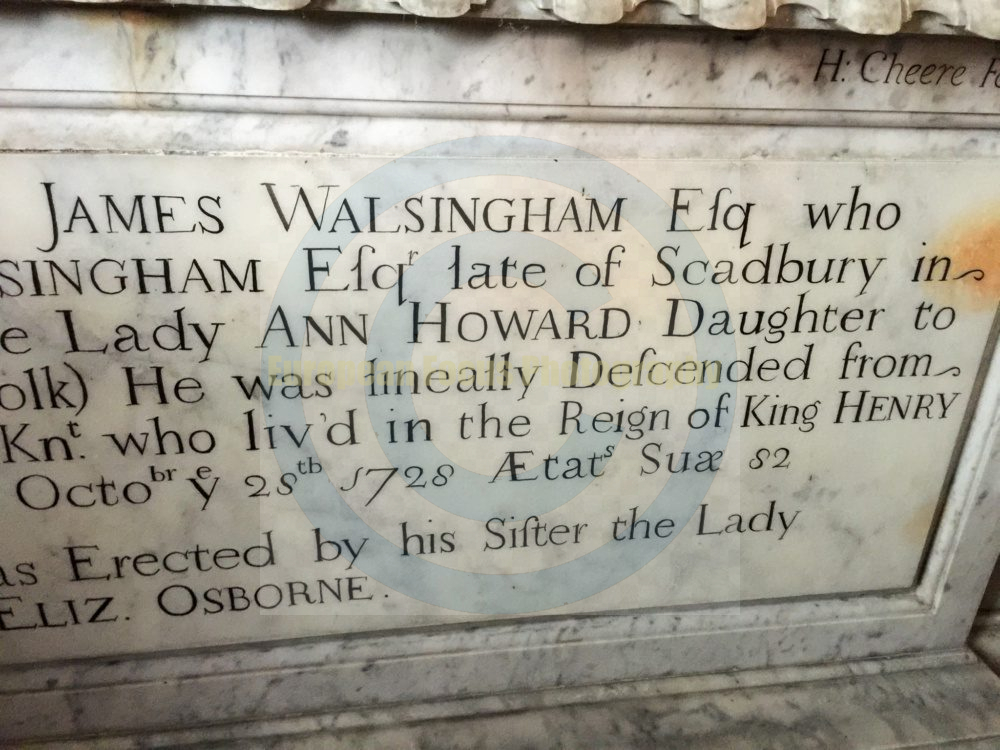 H: Cheere
JAMES WALSINGHAM Eſq who
SINGHAM Eſqr late of Scadbury in
e Lady ANN HOWARD Daughter to
olk) He was lineally Deſcended from
Knt. who liv'd in the Reign of King HENRY
Octobr ye 28th 1728 Ætats Suæ 82
as Erected by his Siſter the Lady
ELIZ. OSBORNE.